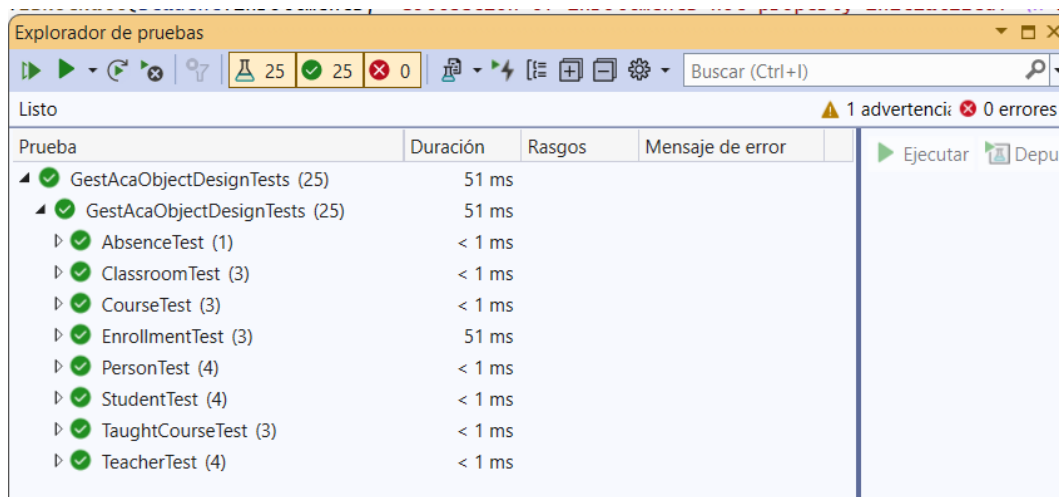 Explorador de pruebas
25 25 0 Buscar (Ctrl+I)
Listo 1 advertencia 0 errores
Prueba Duración Rasgos Mensaje de error Ejecutar Depu
GestAcaObjectDesignTests (25) 51 ms
GestAcaObjectDesignTests (25) 51 ms
AbsenceTest (1) < 1 ms
ClassroomTest (3) < 1 ms
CourseTest (3) < 1 ms
EnrollmentTest (3) 51 ms
PersonTest (4) < 1 ms
StudentTest (4) < 1 ms
TaughtCourseTest (3) < 1 ms
TeacherTest (4) < 1 ms